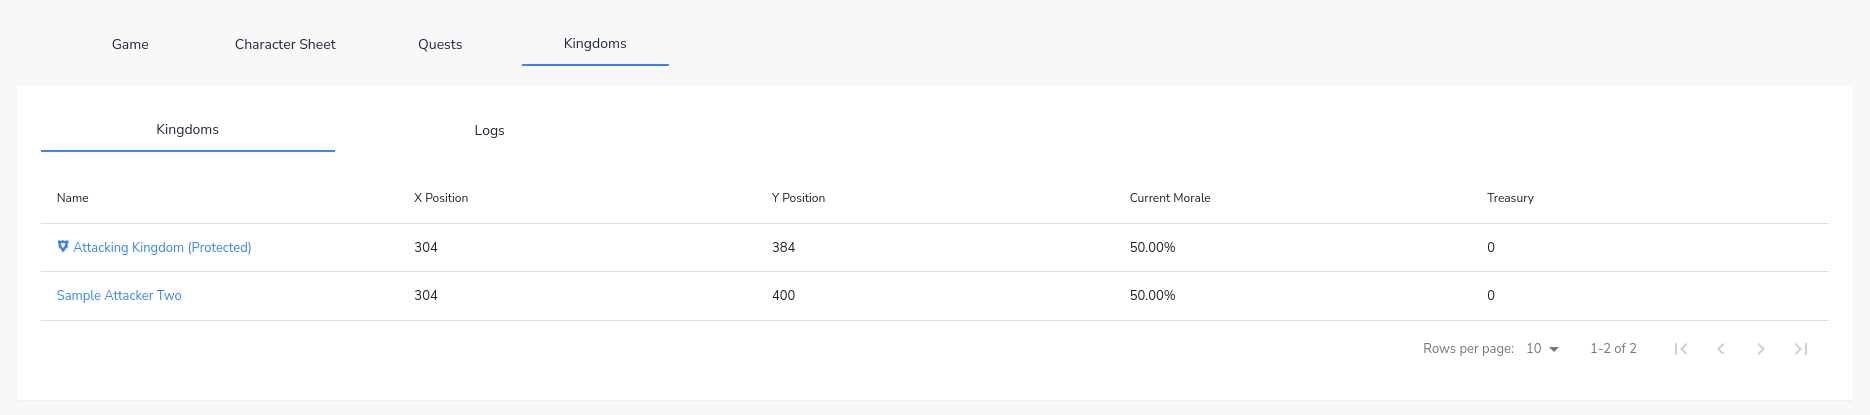 Game Character Sheet Quests Kingdoms
Kingdoms Logs
Name X Position Y Position Current Morale Treasury
Attacking Kingdom (Protected) 304 384 50.00% 0
Sample Attacker Two 304 400 50.00% 0
Rows per page: 10 1-2 of 2